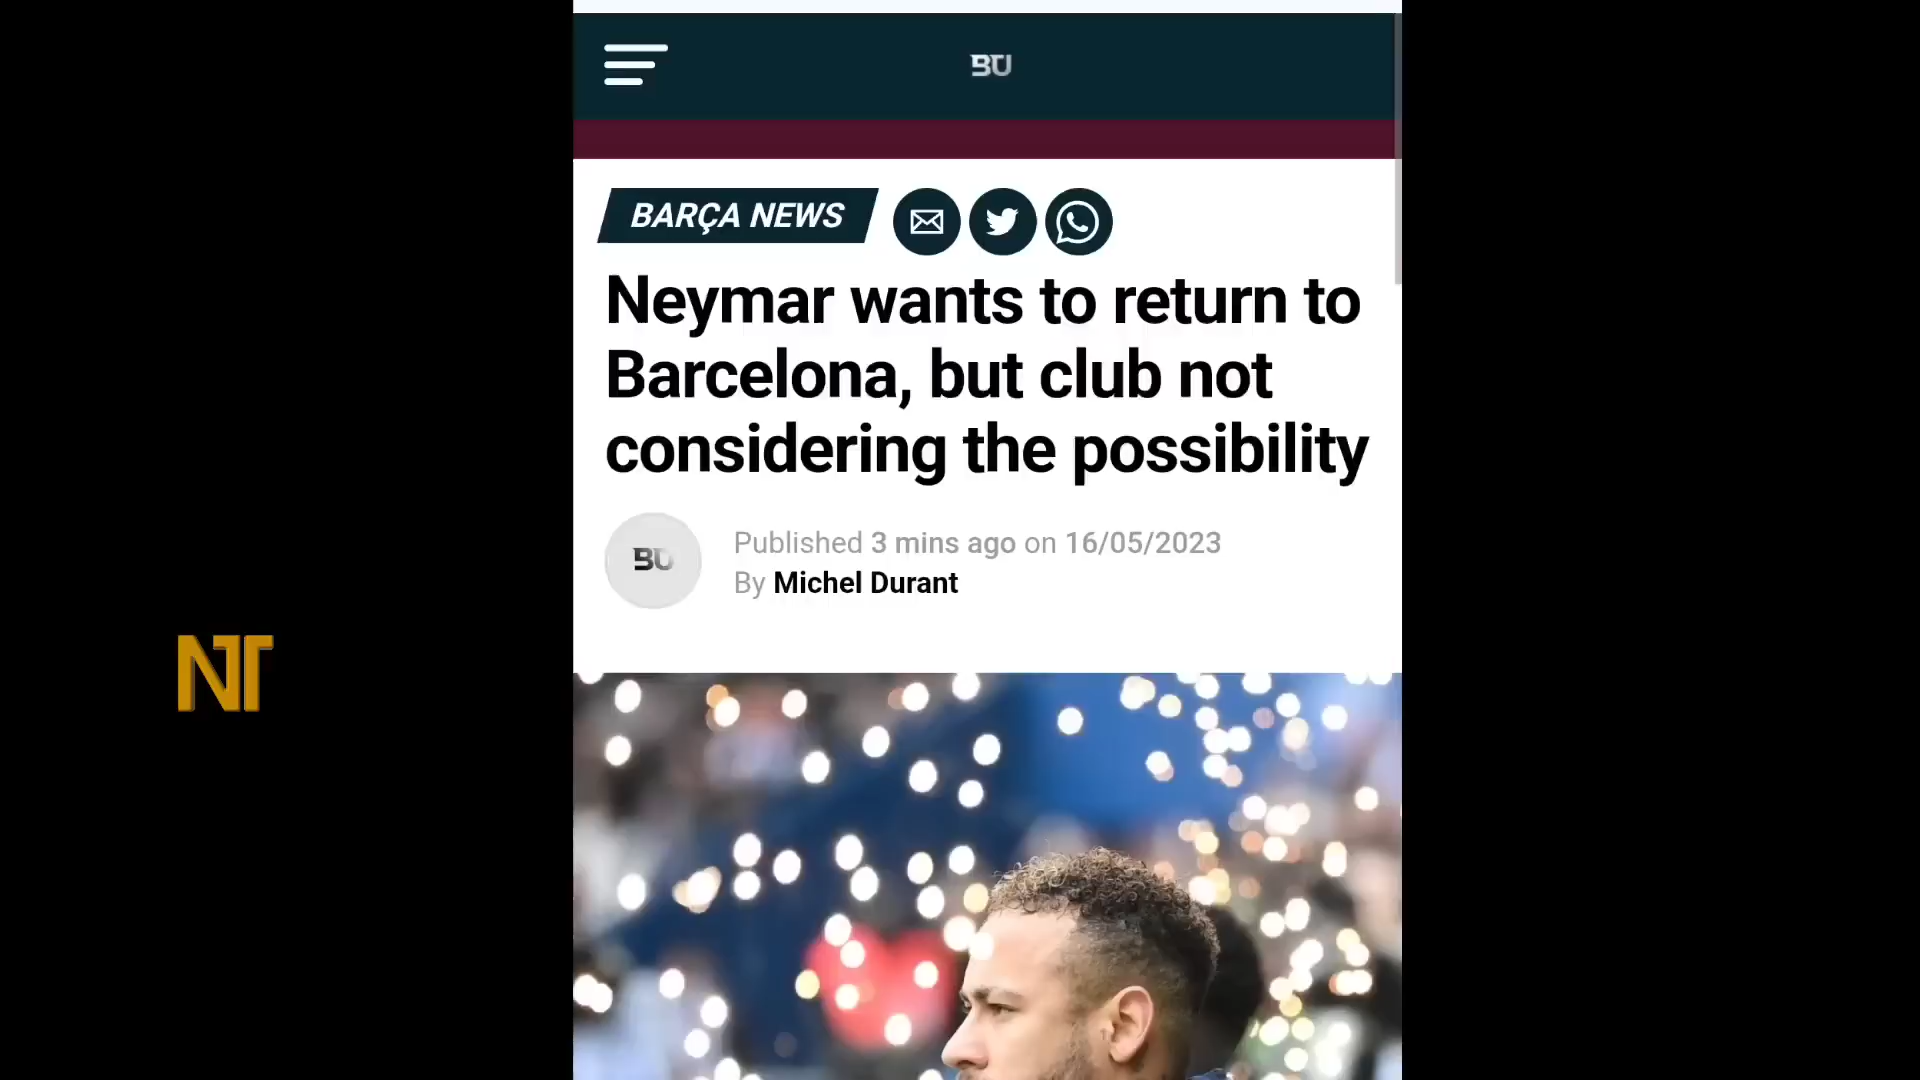 BU
BARÇA NEWS
Neymar wants to return to
Barcelona, but club not
considering the possibility
BU
Published 3 mins ago on 16/05/2023
By Michel Durant
NT